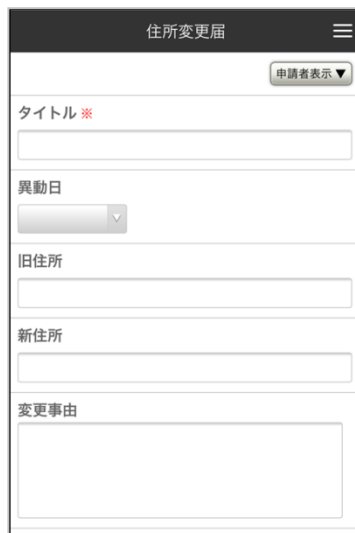 住所変更届
申請者表示▼
タイトル ※
異動日
旧住所
新住所
変更事由